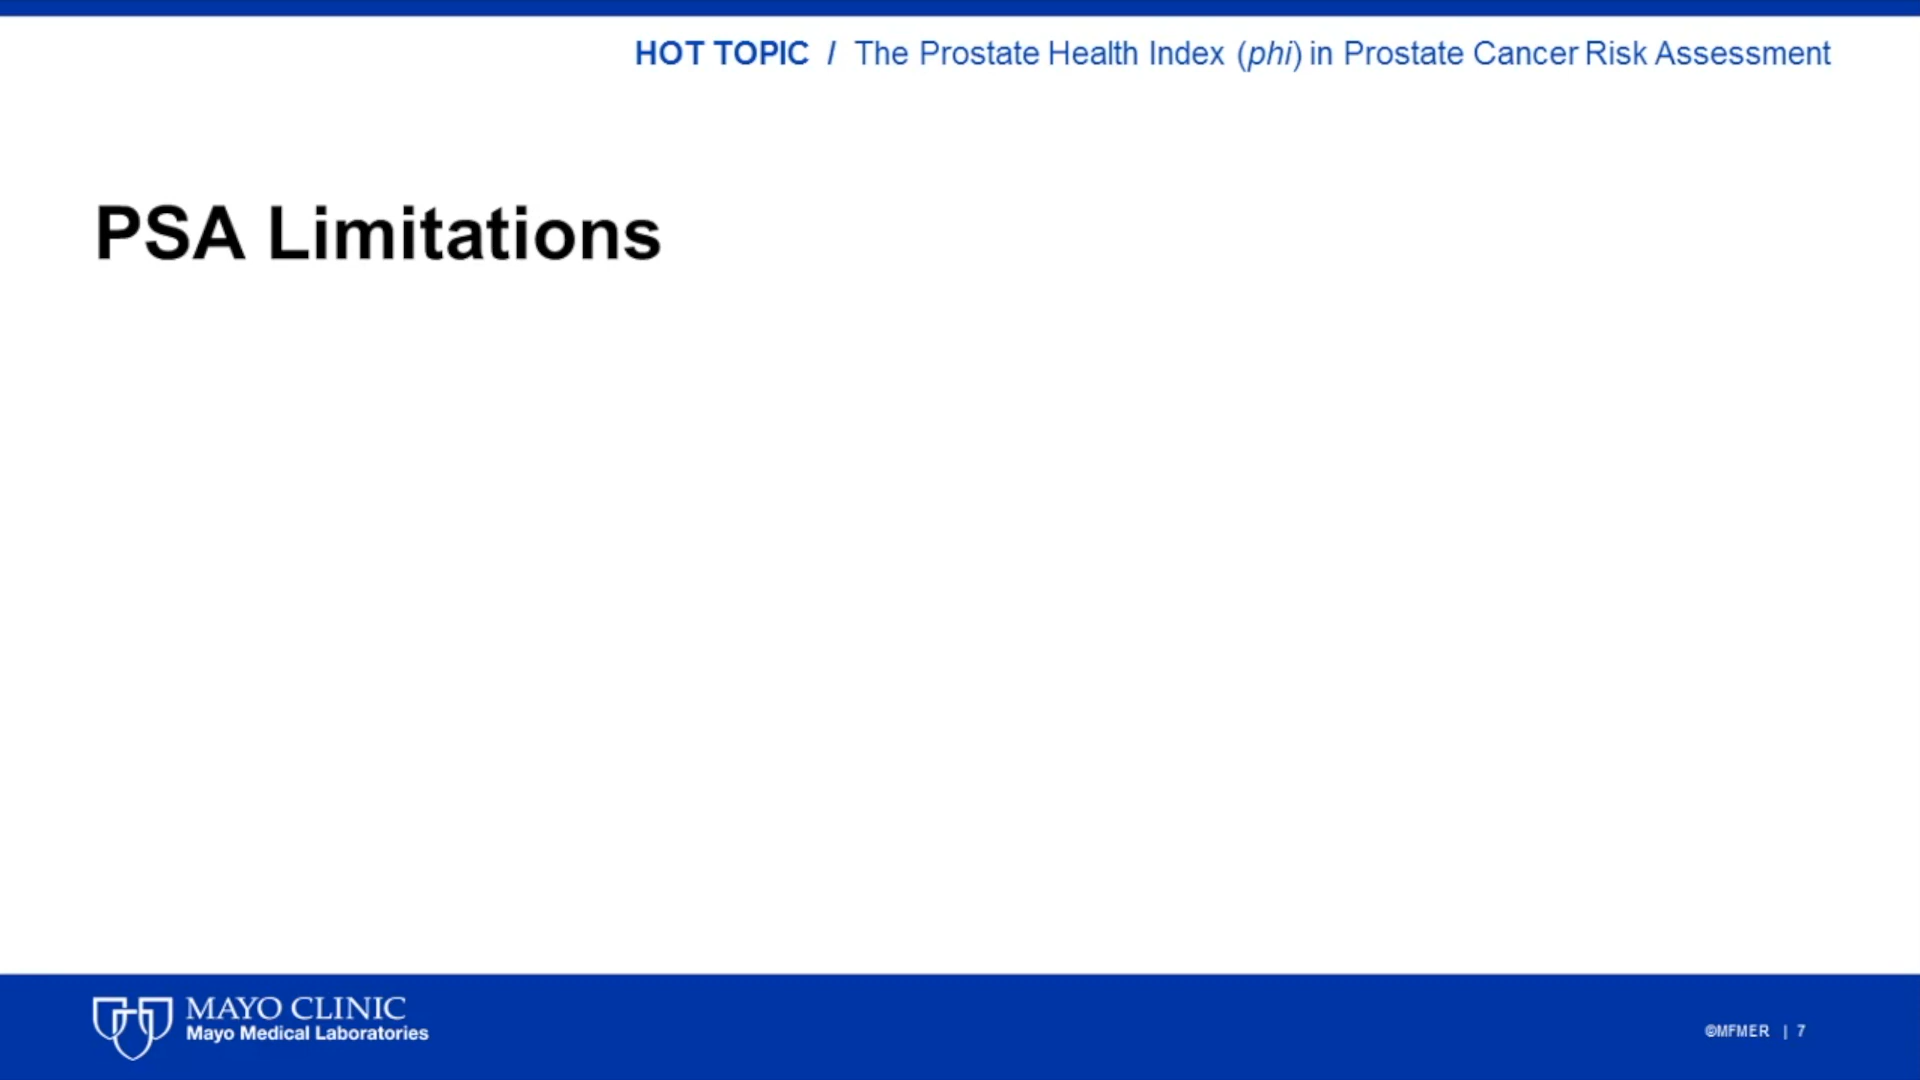 HOT TOPIC / The Prostate Health Index (phi) in Prostate Cancer Risk Assessment
PSA Limitations
MAYO CLINIC
Mayo Medical Laboratories
©MFMER | 7